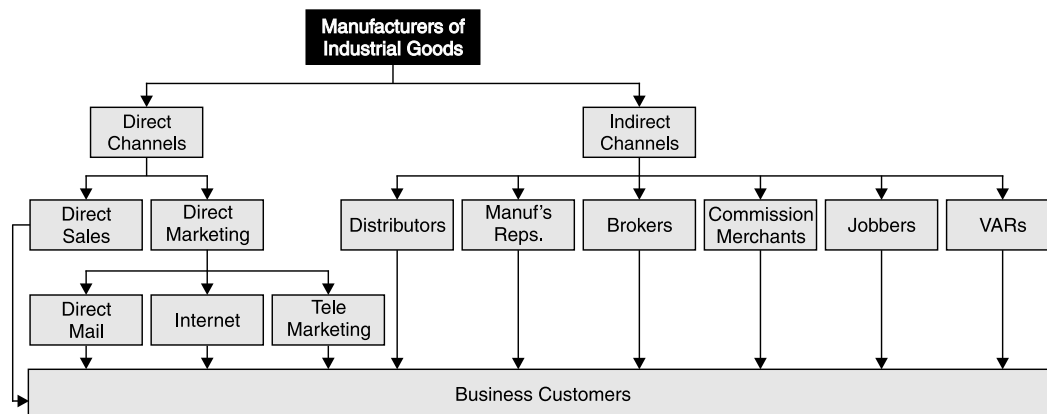 Manufacturers of
Industrial Goods
Direct
Channels
Indirect
Channels
Direct
Sales
Direct
Marketing
Distributors
Manuf's
Reps.
Brokers
Commission
Merchants
Jobbers
VARs
Direct
Mail
Internet
Tele
Marketing
Business Customers